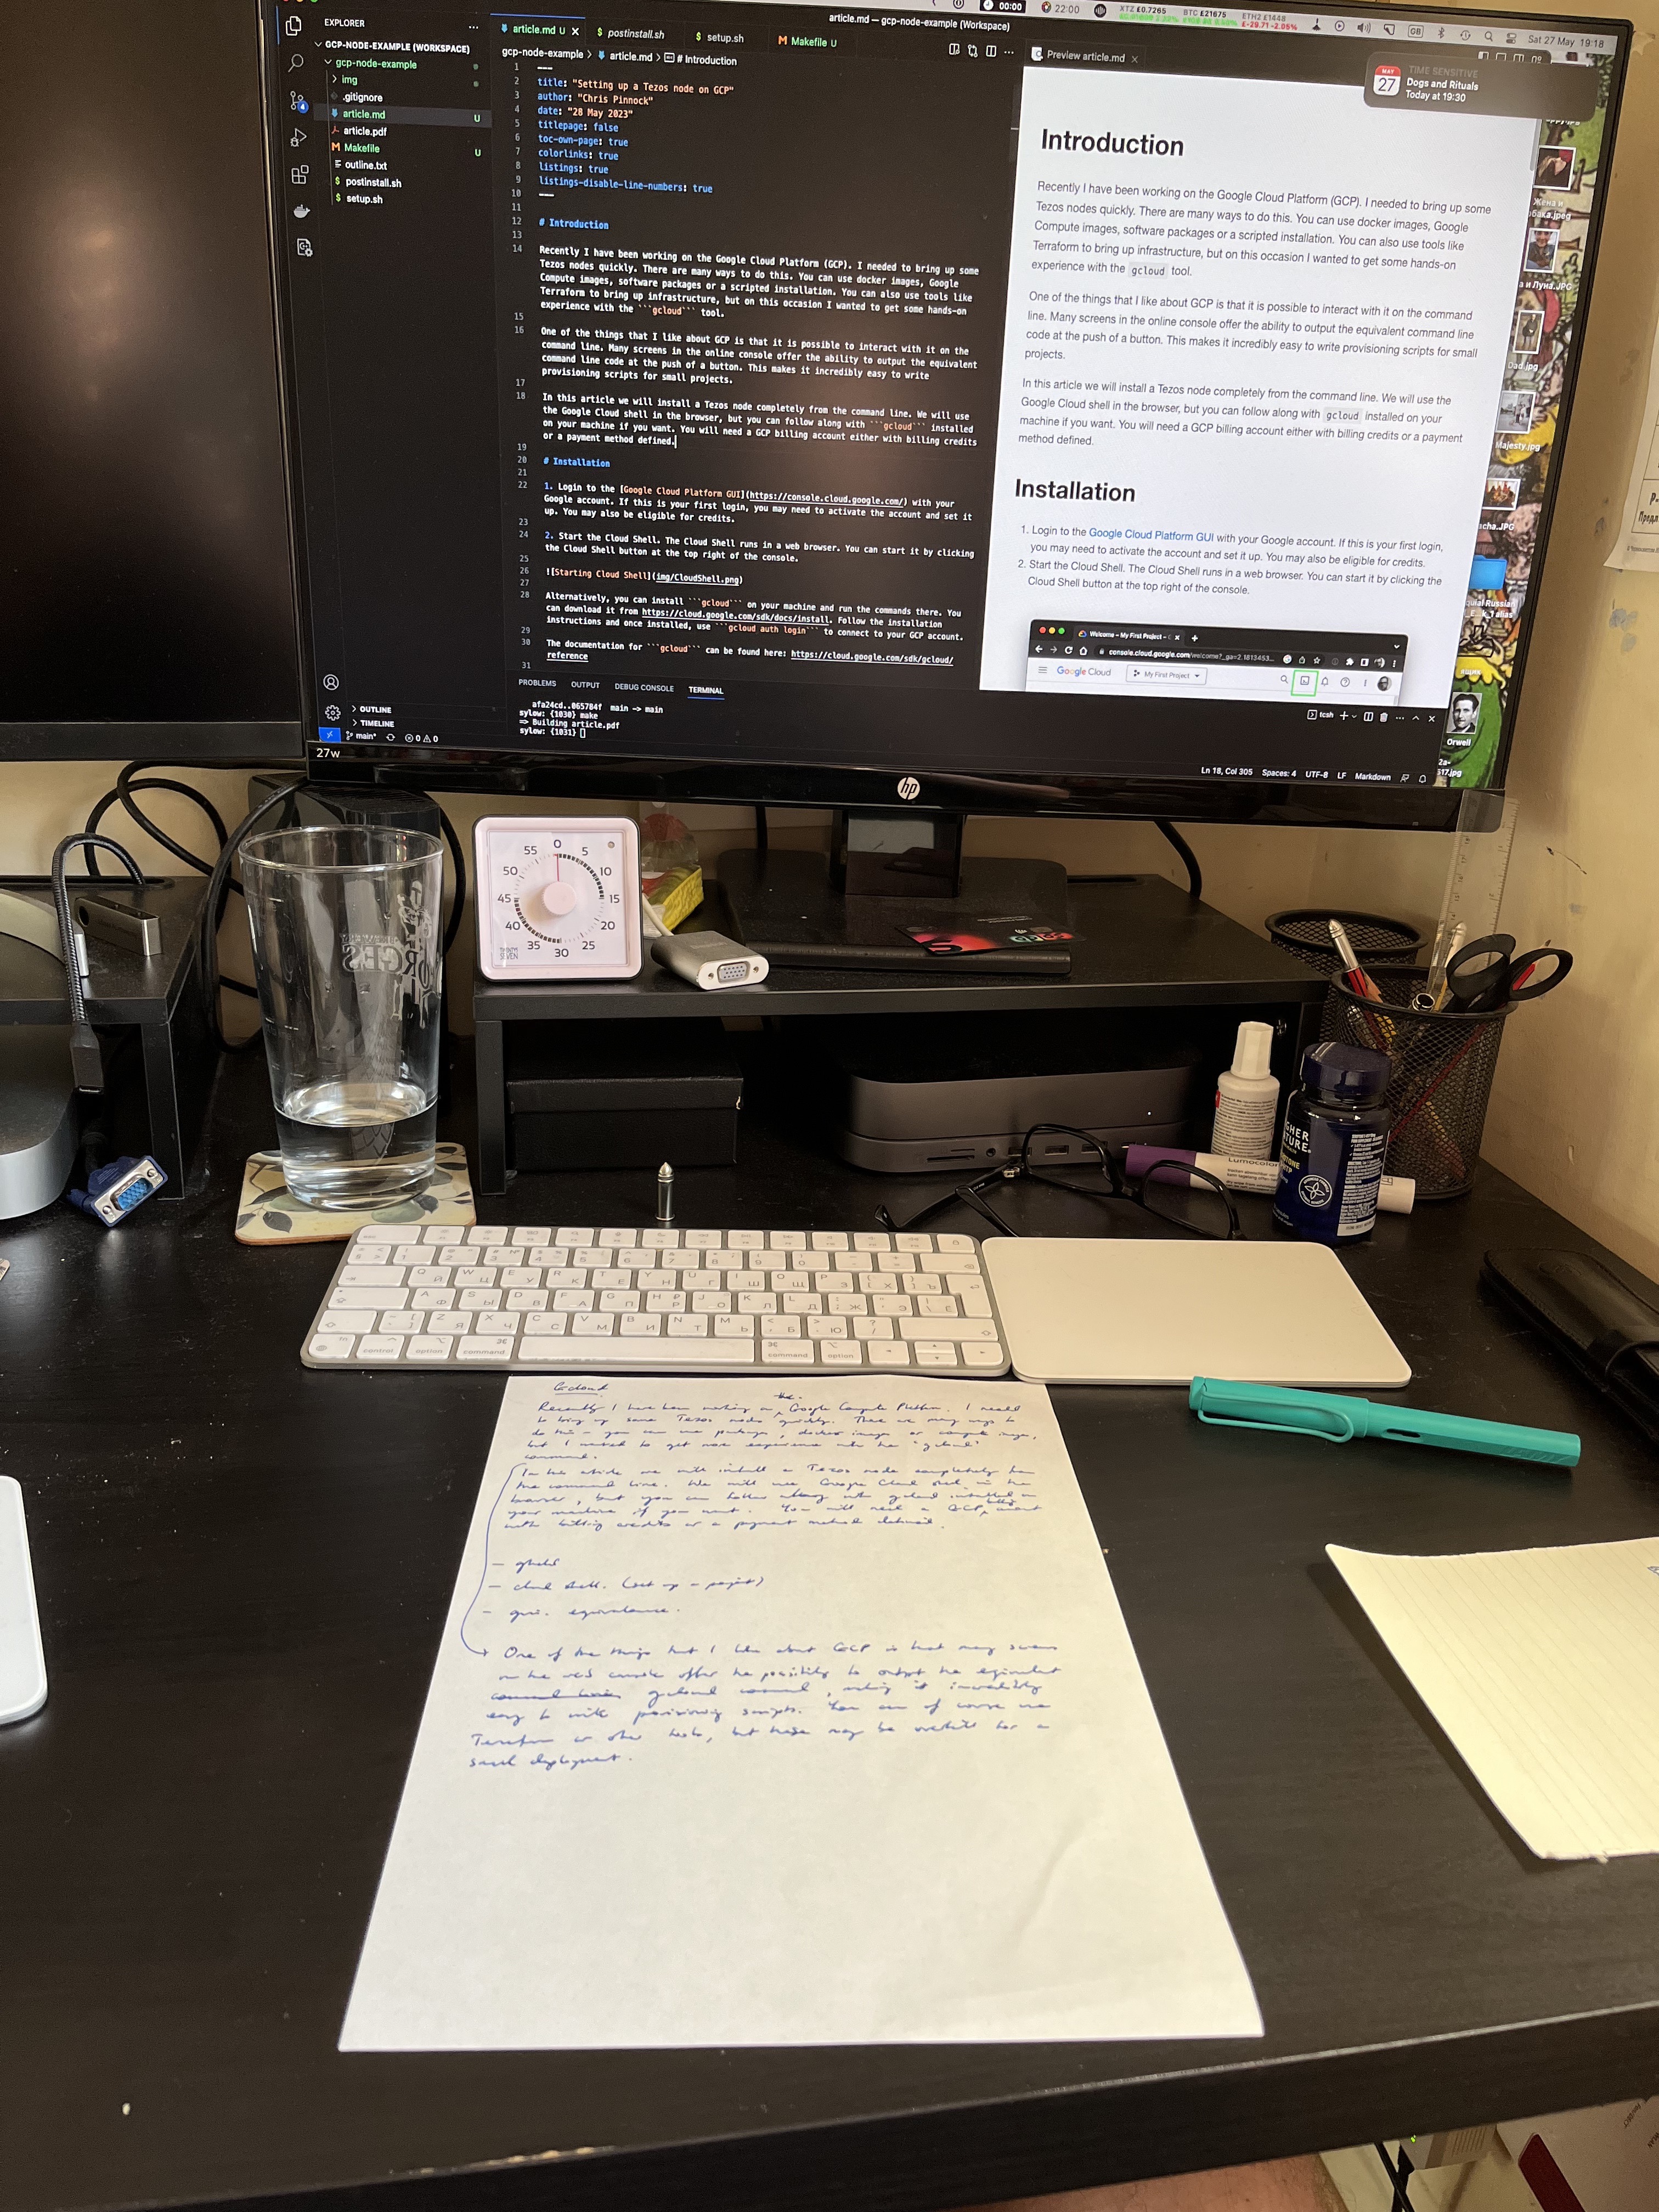 00:00
22:00
XTZ £0.7265
BTC £21675
ETH2 £1448
£-29.71 -2.05%
GB
Sat 27 May 19:18
article.md — gcp-node-example (Workspace)
TIME SENSITIVE
MAY 27
Dogs and Rituals
Today at 19:30
EXPLORER
GCP-NODE-EXAMPLE (WORKSPACE)
gcp-node-example
img
.gitignore
article.md U
article.pdf
Makefile U
outline.txt
postinstall.sh
setup.sh
OUTLINE
TIMELINE
4
article.md U
postinstall.sh
setup.sh
Makefile U
gcp-node-example > article.md > # Introduction
1 ---
2 title: "Setting up a Tezos node on GCP"
3 author: "Chris Pinnock"
4 date: "28 May 2023"
5 titlepage: false
6 toc-own-page: true
7 colorlinks: true
8 listings: true
9 listings-disable-line-numbers: true
10 ---
11
12 # Introduction
13
14 Recently I have been working on the Google Cloud Platform (GCP). I needed to bring up some
Tezos nodes quickly. There are many ways to do this. You can use docker images, Google
Compute images, software packages or a scripted installation. You can also use tools like
Terraform to bring up infrastructure, but on this occasion I wanted to get some hands-on
experience with the ```gcloud``` tool.
15
16 One of the things that I like about GCP is that it is possible to interact with it on the
command line. Many screens in the online console offer the ability to output the equivalent
command line code at the push of a button. This makes it incredibly easy to write
provisioning scripts for small projects.
17
18 In this article we will install a Tezos node completely from the command line. We will use
the Google Cloud shell in the browser, but you can follow along with ```gcloud``` installed
on your machine if you want. You will need a GCP billing account either with billing credits
or a payment method defined.
19
20 # Installation
21
22 1. Login to the [Google Cloud Platform GUI](https://console.cloud.google.com/) with your
Google account. If this is your first login, you may need to activate the account and set it
up. You may also be eligible for credits.
23
24 2. Start the Cloud Shell. The Cloud Shell runs in a web browser. You can start it by clicking
the Cloud Shell button at the top right of the console.
25
26 ![Starting Cloud Shell](img/CloudShell.png)
27
28 Alternatively, you can install ```gcloud``` on your machine and run the commands there. You
can download it from https://cloud.google.com/sdk/docs/install. Follow the installation
instructions and once installed, use ```gcloud auth login``` to connect to your GCP account.
29
30 The documentation for ```gcloud``` can be found here: https://cloud.google.com/sdk/gcloud/
reference
31
PROBLEMS OUTPUT DEBUG CONSOLE TERMINAL
afa24cd..065784f main -> main
sylow: {1030} make
=> Building article.pdf
sylow: {1031}
tcsh
main*
0 0
Ln 18, Col 305 Spaces: 4 UTF-8 LF Markdown
Preview article.md
Introduction
Recently I have been working on the Google Cloud Platform (GCP). I needed to bring up some
Tezos nodes quickly. There are many ways to do this. You can use docker images, Google
Compute images, software packages or a scripted installation. You can also use tools like
Terraform to bring up infrastructure, but on this occasion I wanted to get some hands-on
experience with the gcloud tool.
One of the things that I like about GCP is that it is possible to interact with it on the command
line. Many screens in the online console offer the ability to output the equivalent command line
code at the push of a button. This makes it incredibly easy to write provisioning scripts for small
projects.
In this article we will install a Tezos node completely from the command line. We will use the
Google Cloud shell in the browser, but you can follow along with gcloud installed on your
machine if you want. You will need a GCP billing account either with billing credits or a payment
method defined.
Installation
1. Login to the Google Cloud Platform GUI with your Google account. If this is your first login,
you may need to activate the account and set it up. You may also be eligible for credits.
2. Start the Cloud Shell. The Cloud Shell runs in a web browser. You can start it by clicking the
Cloud Shell button at the top right of the console.
Welcome – My First Project –
console.cloud.google.com/welcome?_ga=2.1813453...
Google Cloud
My First Project
Жена и
а и Луна.JPG
Dad.jpg
Majesty.jpg
Orwell
27w
hp
0 5 10 15 20 25 30 35 40 45 50 55
Lumocolor
control option command
command option
Gcloud
Recently I have been working on the Google Compute Platform. I need
to bring up some Tezos nodes quickly. There are many ways to
do this - you can use packages, docker images or compute images,
but I wanted to get more experience with the "gcloud"
command.
In this article we will install a Tezos node completely from
the command line. We will use Google Cloud shell in the
browser, but you can follow along with gcloud installed on
your machine if you want. You will need a GCP billing account
with billing credits or a payment method defined.
- cloud shell. (set up a project)
- gui. equivalence.
One of the things that I like about GCP is that many screens
on the web console offer the possibility to output the equivalent
command line gcloud command, making it incredibly
easy to write provisioning scripts. You can of course use
Terraform or other tools, but these may be overkill for a
small deployment.